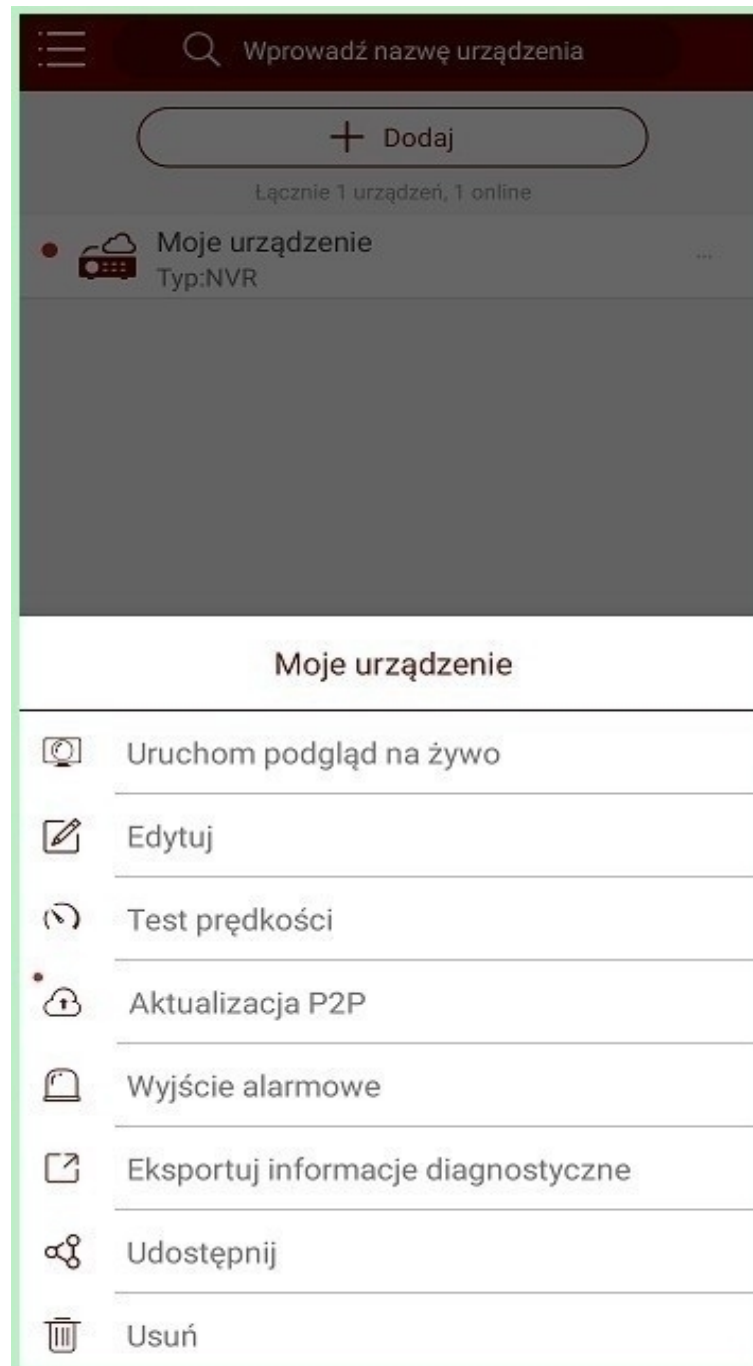 Wprowadź nazwę urządzenia
Dodaj
Łącznie 1 urządzeń, 1 online
Moje urządzenie
Typ:NVR
...
Moje urządzenie
Uruchom podgląd na żywo
Edytuj
Test prędkości
Aktualizacja P2P
Wyjście alarmowe
Eksportuj informacje diagnostyczne
Udostępnij
Usuń